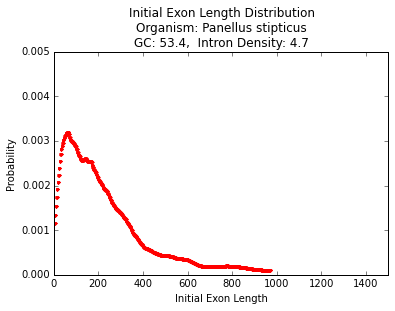 Initial Exon Length Distribution
Organism: Panellus stipticus
GC: 53.4,  Intron Density: 4.7
0.005
0.004
0.003
0.002
0.001
0.000
Probability
0 200 400 600 800 1000 1200 1400
Initial Exon Length